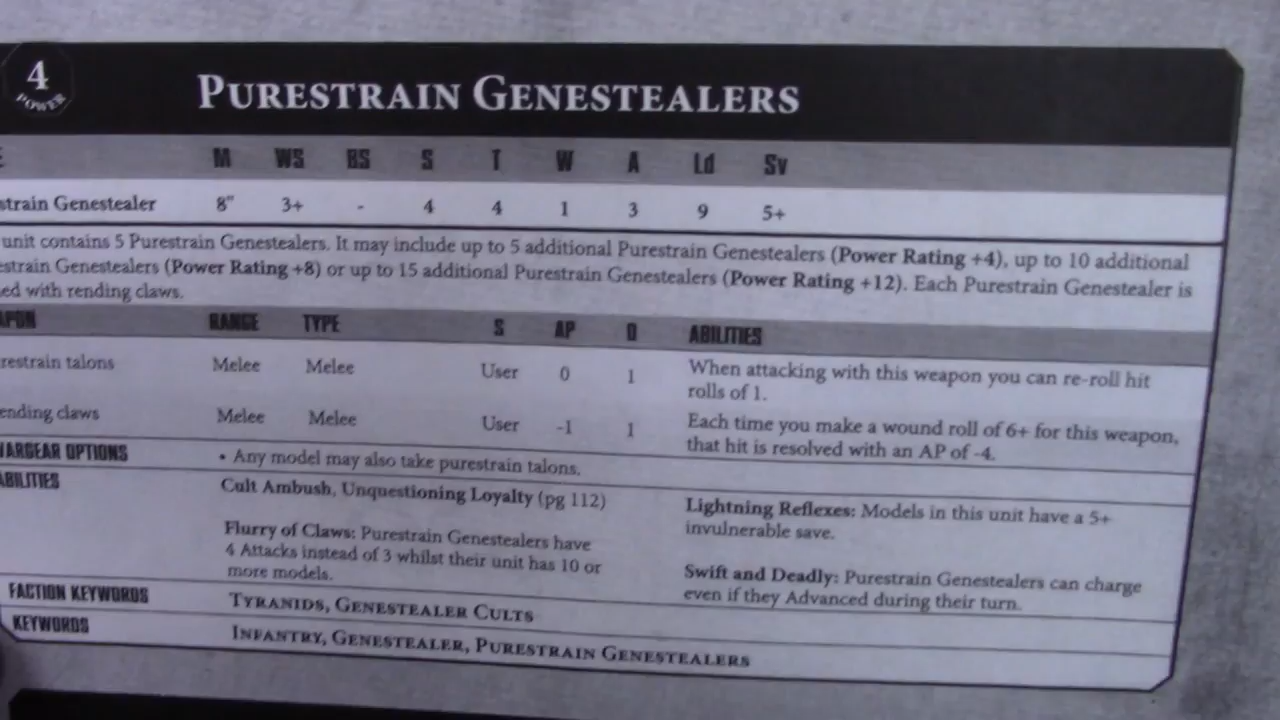 4
POWER
PURESTRAIN GENESTEALERS
M WS BS S T W A Ld Sv
strain Genestealer 8" 3+ - 4 4 1 3 9 5+
unit contains 5 Purestrain Genestealers. It may include up to 5 additional Purestrain Genestealers (Power Rating +4), up to 10 additional
estrain Genestealers (Power Rating +8) or up to 15 additional Purestrain Genestealers (Power Rating +12). Each Purestrain Genestealer is
ed with rending claws.
APON RANGE TYPE S AP D ABILITIES
restrain talons Melee Melee User 0 1 When attacking with this weapon you can re-roll hit
rolls of 1.
ending claws Melee Melee User -1 1 Each time you make a wound roll of 6+ for this weapon,
that hit is resolved with an AP of -4.
WARGEAR OPTIONS • Any model may also take purestrain talons.
ABILITIES
Cult Ambush, Unquestioning Loyalty (pg 112)
Flurry of Claws: Purestrain Genestealers have
4 Attacks instead of 3 whilst their unit has 10 or
more models.
Lightning Reflexes: Models in this unit have a 5+
invulnerable save.
Swift and Deadly: Purestrain Genestealers can charge
even if they Advanced during their turn.
FACTION KEYWORDS TYRANIDS, GENESTEALER CULTS
KEYWORDS INFANTRY, GENESTEALER, PURESTRAIN GENESTEALERS